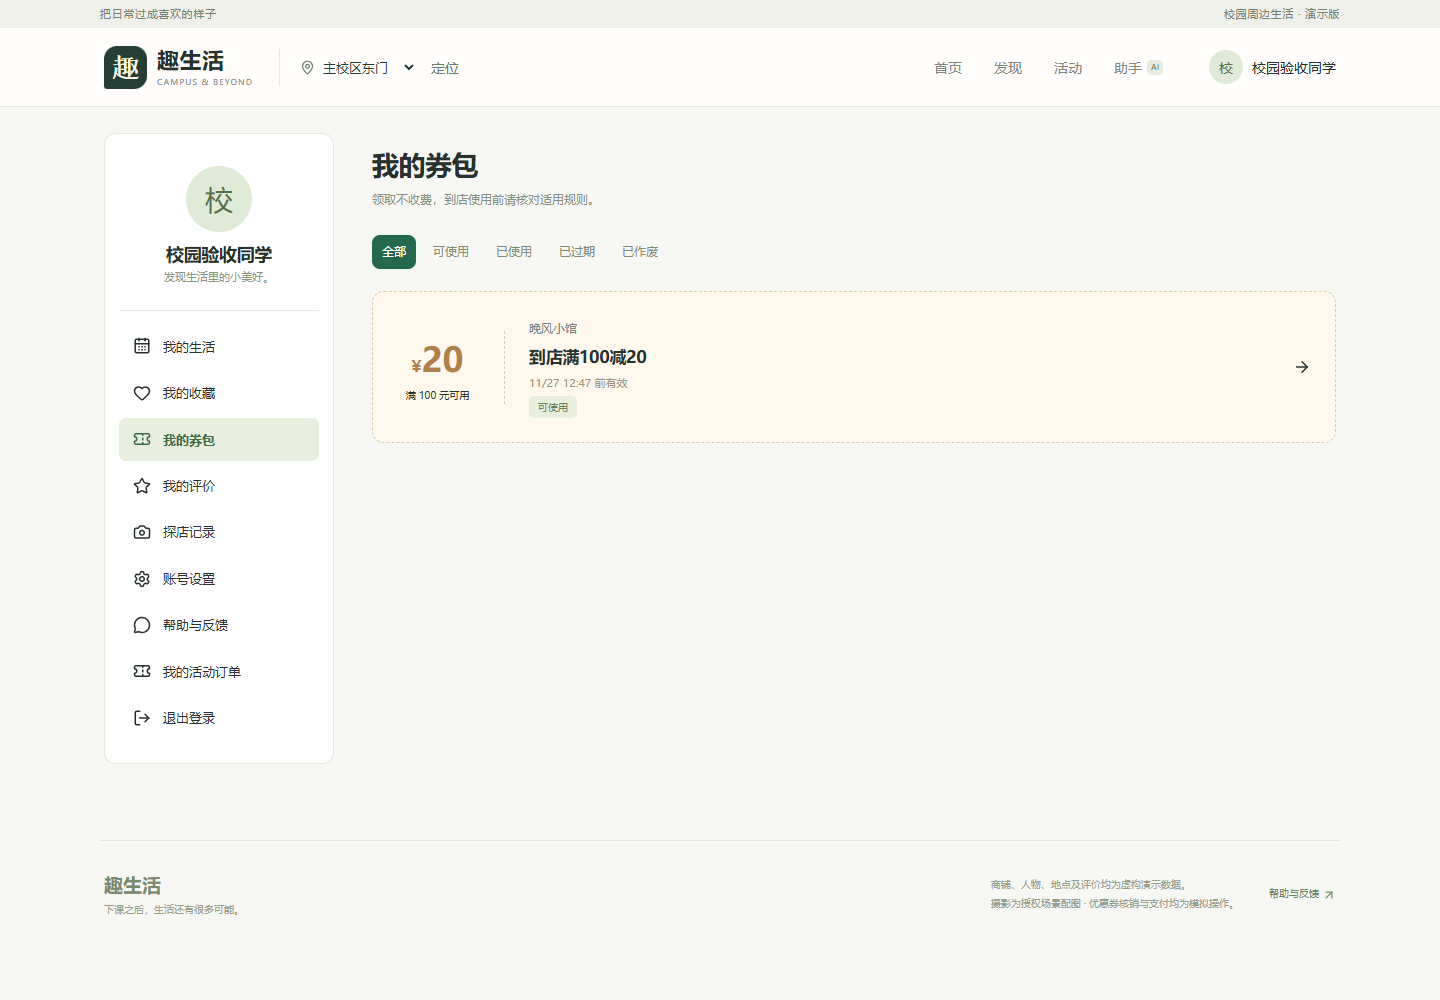 把日常过成喜欢的样子
校园周边生活 · 演示版
趣 趣生活
CAMPUS & BEYOND
主校区东门 定位
首页 发现 活动 助手 AI
校 校园验收同学
校
校园验收同学
发现生活里的小美好。
我的生活
我的收藏
我的券包
我的评价
探店记录
账号设置
帮助与反馈
我的活动订单
退出登录
我的券包
领取不收费，到店使用前请核对适用规则。
全部 可使用 已使用 已过期 已作废
¥20
满 100 元可用
晚风小馆
到店满100减20
11/27 12:47 前有效
可使用
趣生活
下课之后，生活还有很多可能。
商铺、人物、地点及评价均为虚构演示数据。
摄影为授权场景配图 · 优惠券核销与支付均为模拟操作。
帮助与反馈